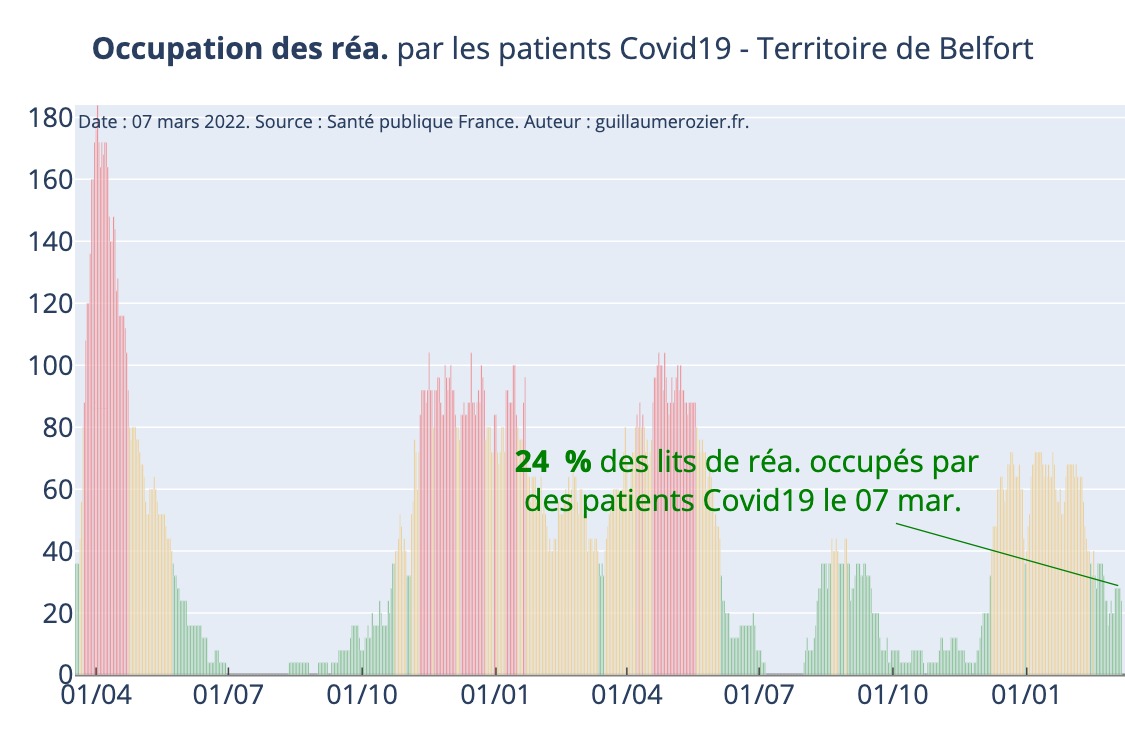 Occupation des réa. par les patients Covid19 - Territoire de Belfort
180
Date : 07 mars 2022. Source : Santé publique France. Auteur : guillaumerozier.fr.
160
140
120
100
80
24 % des lits de réa. occupés par
des patients Covid19 le 07 mar.
60
40
20
0
01/04 01/07 01/10 01/01 01/04 01/07 01/10 01/01